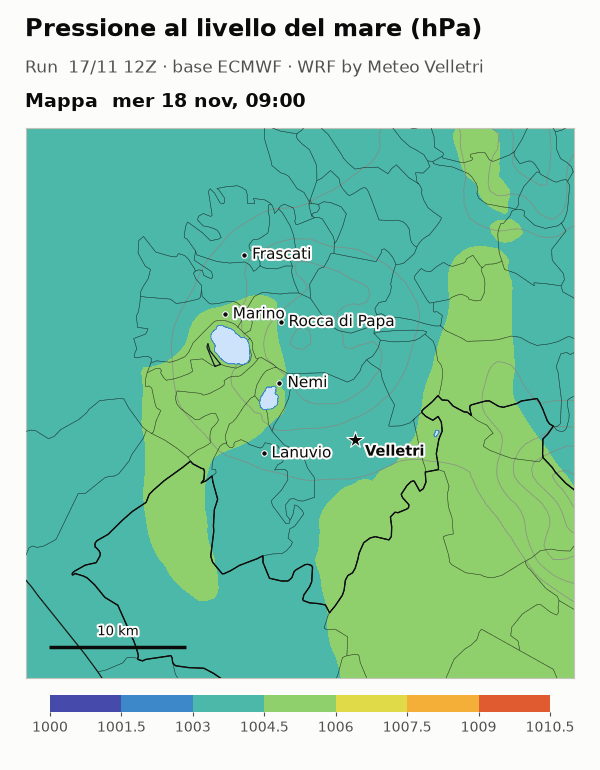 Pressione al livello del mare (hPa)
Run  17/11 12Z · base ECMWF · WRF by Meteo Velletri
Mappa  mer 18 nov, 09:00
Frascati
Marino
Rocca di Papa
Nemi
Velletri
Lanuvio
10 km
1000 1001.5 1003 1004.5 1006 1007.5 1009 1010.5